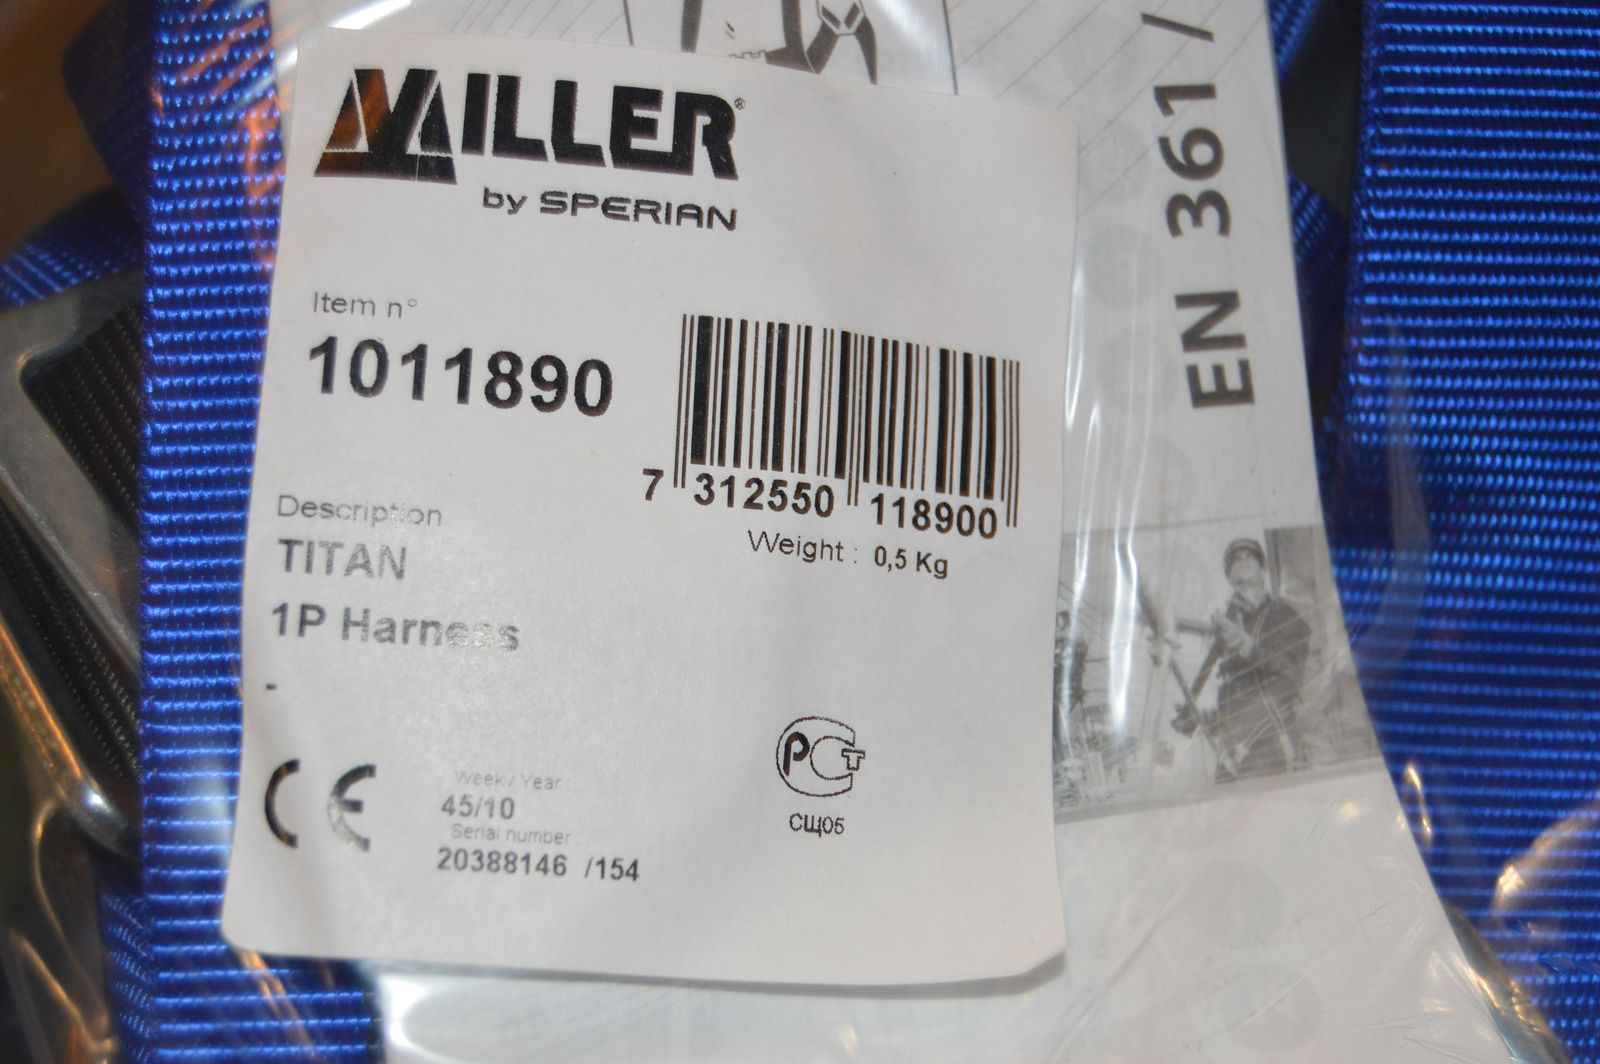 MILLER®
by SPERIAN
Item n°
1011890
7 312550 118900
Weight : 0,5 Kg
Description
TITAN
1P Harness
-
CE
Week / Year :
45/10
Serial number
20388146 /154
РСТ
СЩ05
EN 361 /